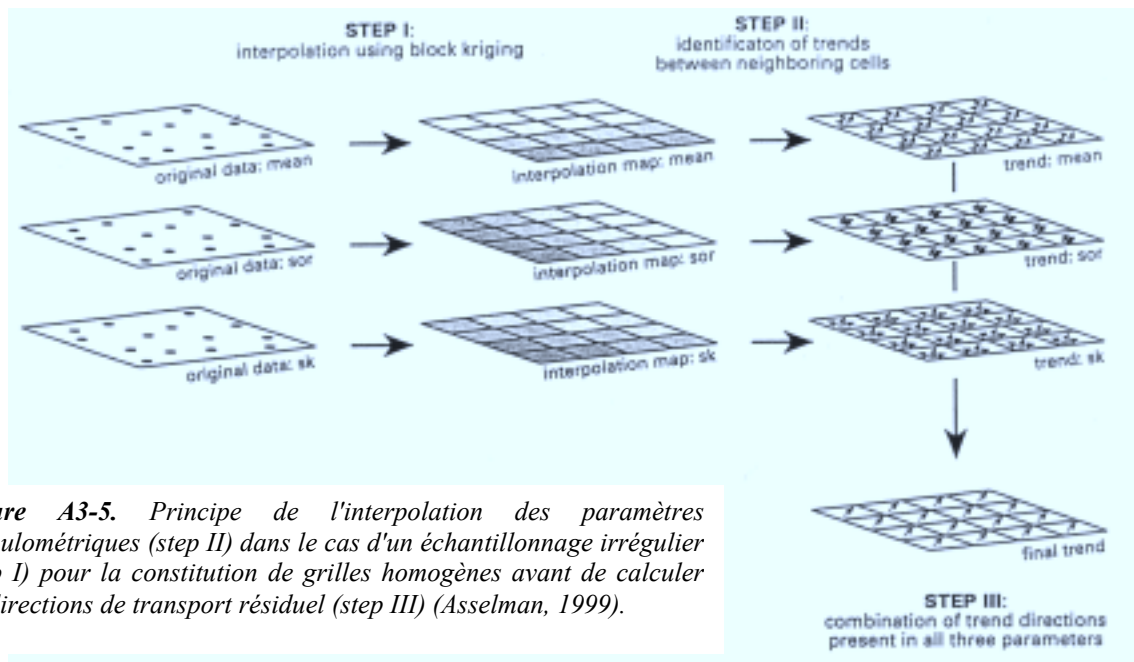 STEP I:
interpolation using block kriging
STEP II:
identificaton of trends
between neighboring cells
original data: mean
interpolation map: mean
trend: mean
original data: sor
interpolation map: sor
trend: sor
original data: sk
interpolation map: sk
trend: sk
final trend
STEP III:
combination of trend directions
present in all three parameters
A3-5. Principe de l'interpolation des paramètres
(step II) dans le cas d'un échantillonnage irrégulier
I) pour la constitution de grilles homogènes avant de calculer
directions de transport résiduel (step III) (Asselman, 1999).